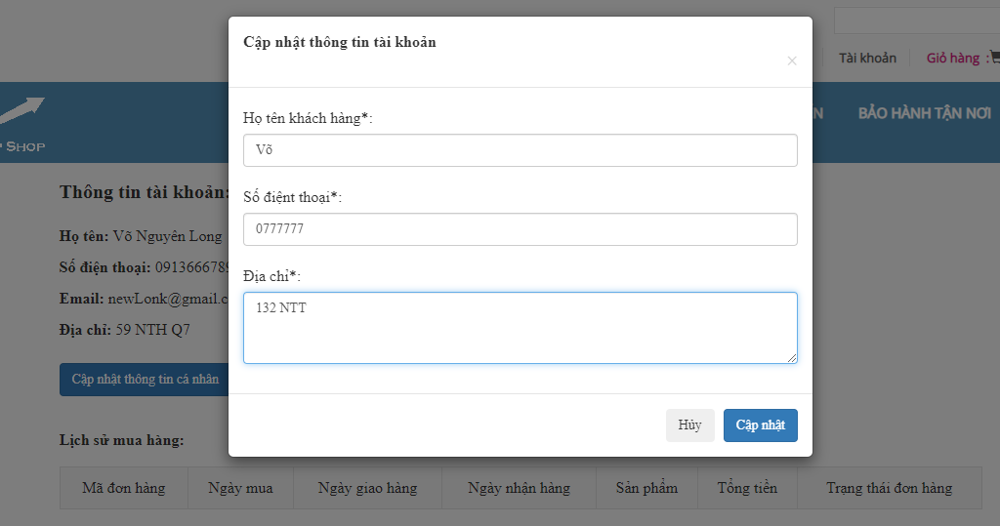 Cập nhật thông tin tài khoản
×
Tài khoản
Giỏ hàng :
N
BẢO HÀNH TẬN NƠI
SHOP
Họ tên khách hàng*:
Võ
Số điệnt thoại*:
0777777
Địa chỉ*:
132 NTT
Hủy
Cập nhật
Thông tin tài khoản:
Họ tên: Võ Nguyên Long
Số điện thoại: 0913666789
Email: newLonk@gmail.c
Địa chỉ: 59 NTH Q7
Cập nhật thông tin cá nhân
Lịch sử mua hàng:
Mã đơn hàng
Ngày mua
Ngày giao hàng
Ngày nhận hàng
Sản phẩm
Tổng tiền
Trạng thái đơn hàng